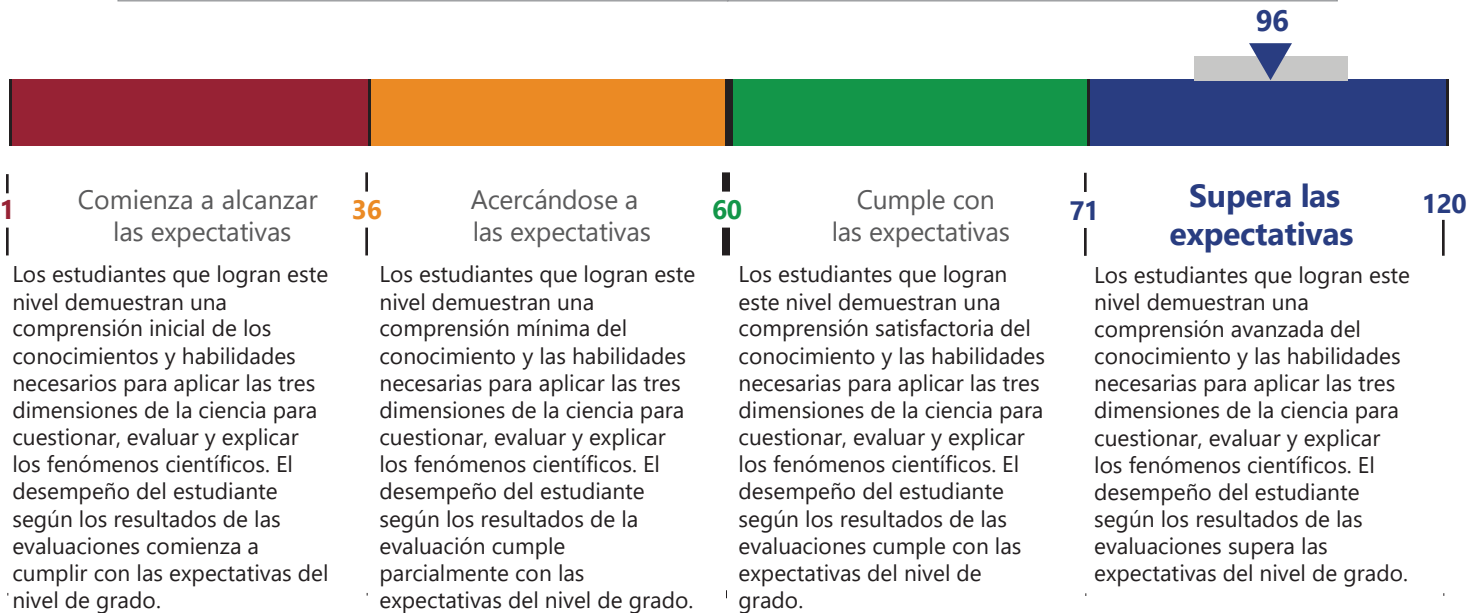 96
1
Comienza a alcanzar
las expectativas
36
Acercándose a
las expectativas
60
Cumple con
las expectativas
71
Supera las
expectativas
120
Los estudiantes que logran este
nivel demuestran una
comprensión inicial de los
conocimientos y habilidades
necesarios para aplicar las tres
dimensiones de la ciencia para
cuestionar, evaluar y explicar
los fenómenos científicos. El
desempeño del estudiante
según los resultados de las
evaluaciones comienza a
cumplir con las expectativas del
nivel de grado.
Los estudiantes que logran este
nivel demuestran una
comprensión mínima del
conocimiento y las habilidades
necesarias para aplicar las tres
dimensiones de la ciencia para
cuestionar, evaluar y explicar
los fenómenos científicos. El
desempeño del estudiante
según los resultados de la
evaluación cumple
parcialmente con las
expectativas del nivel de grado.
Los estudiantes que logran
este nivel demuestran una
comprensión satisfactoria del
conocimiento y las habilidades
necesarias para aplicar las tres
dimensiones de la ciencia para
cuestionar, evaluar y explicar
los fenómenos científicos. El
desempeño del estudiante
según los resultados de las
evaluaciones cumple con las
expectativas del nivel de
grado.
Los estudiantes que logran este
nivel demuestran una
comprensión avanzada del
conocimiento y las habilidades
necesarias para aplicar las tres
dimensiones de la ciencia para
cuestionar, evaluar y explicar
los fenómenos científicos. El
desempeño del estudiante
según los resultados de las
evaluaciones supera las
expectativas del nivel de grado.